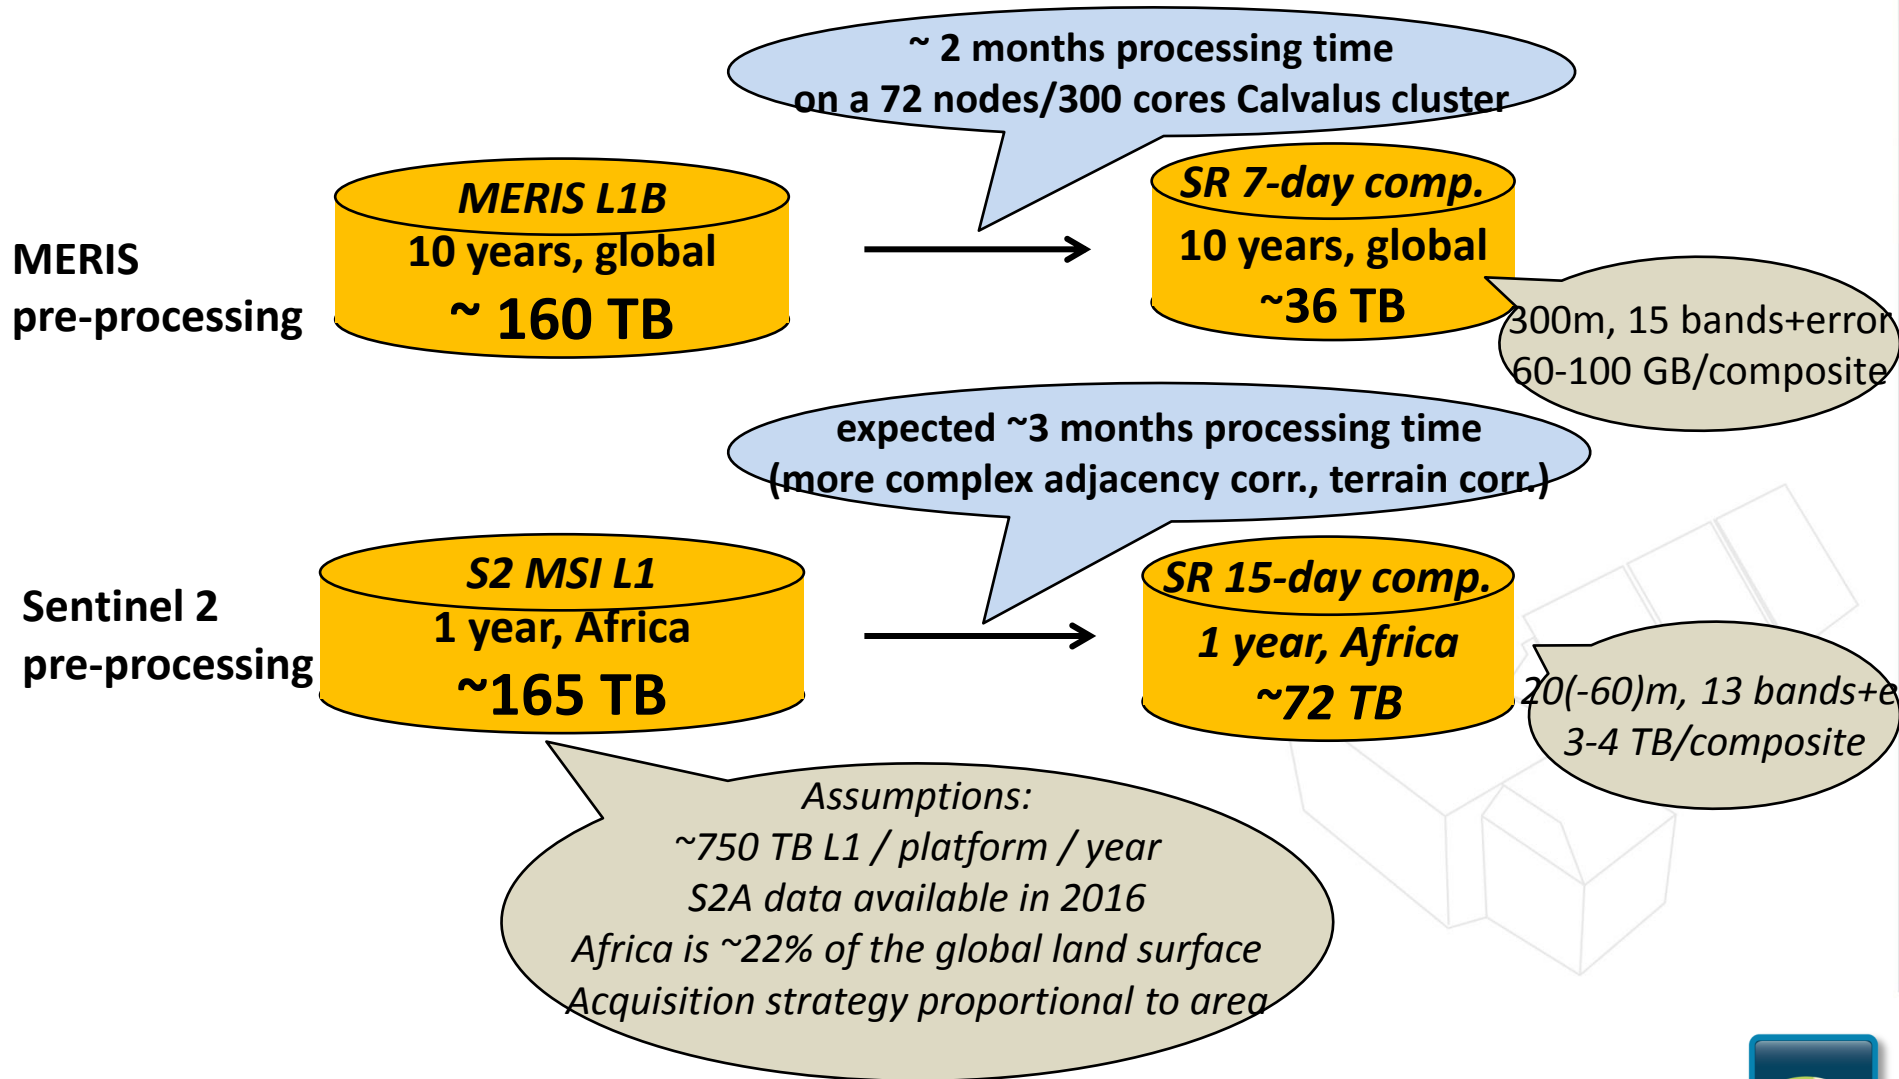 ~ 2 months processing time
on a 72 nodes/300 cores Calvalus cluster
MERIS
pre-processing
MERIS L1B
10 years, global
~ 160 TB
SR 7-day comp.
10 years, global
~36 TB
300m, 15 bands+error
60-100 GB/composite
expected ~3 months processing time
(more complex adjacency corr., terrain corr.)
Sentinel 2
pre-processing
S2 MSI L1
1 year, Africa
~165 TB
SR 15-day comp.
1 year, Africa
~72 TB
20(-60)m, 13 bands+e
3-4 TB/composite
Assumptions:
~750 TB L1 / platform / year
S2A data available in 2016
Africa is ~22% of the global land surface
Acquisition strategy proportional to area